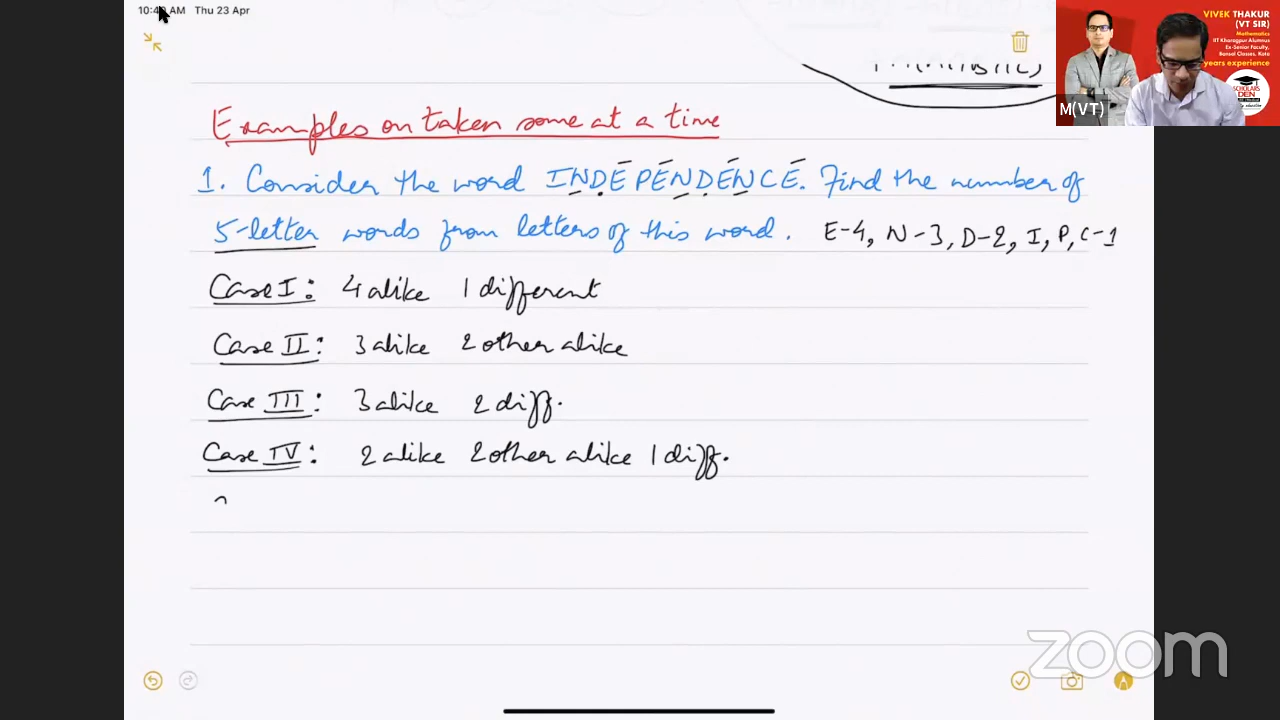 10:49 AM Thu 23 Apr
VIVEK THAKUR
(VT SIR)
Mathematics
IIT Kharagpur Alumnus
Ex-Senior Faculty,
Bansal Classes, Kota
years experience
SCHOLARS
DEN
M(VT)
Examples on taken some at a time
1. Consider the word INDEPENDENCE. Find the number of
5-letter words from letters of this word. E-4, N-3, D-2, I, P, C-1
Case I: 4 alike 1 different
Case II: 3 alike 2 other alike
Case III: 3 alike 2 diff.
Case IV: 2 alike 2 other alike 1 diff.
zoom